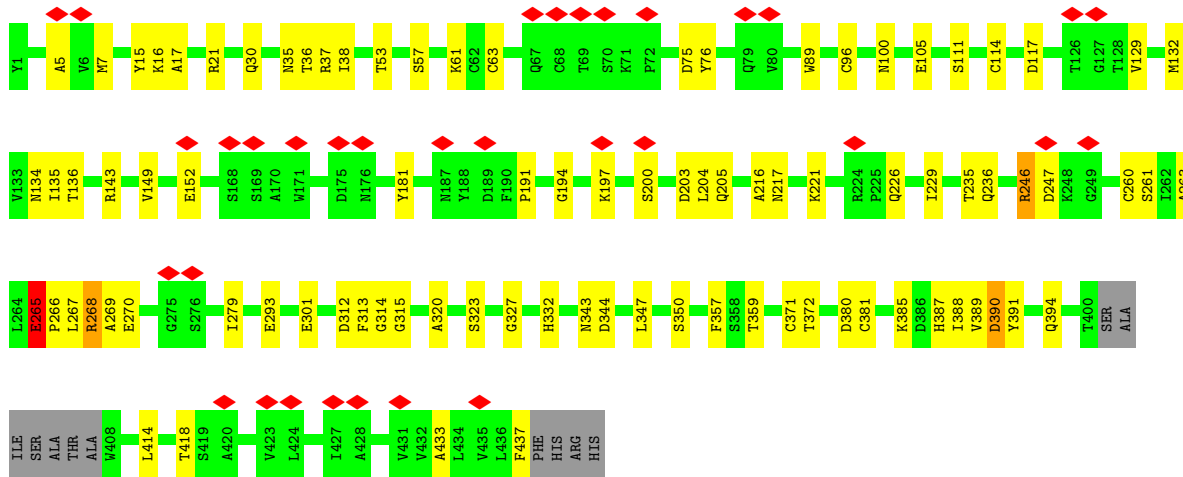 Y1 A5 V6 M7 Y15 K16 A17 R21 Q30 N35 T36 R37 I38 T53 S57 K61 C62 C63 Q67 C68 T69 S70 K71 P72 D75 Y76 Q79 V80 W89 C96 N100 E105 S111 C114 D117 T126 G127 T128 V129 M132
V133 N134 I135 T136 R143 V149 E152 S168 S169 A170 W171 D175 N176 Y181 N187 Y188 D189 F190 P191 G194 K197 S200 D203 L204 Q205 A216 N217 K221 R224 P225 Q226 I229 T235 Q236 R246 D247 K248 G249 C260 S261 I262 A263
L264 E265 P266 L267 R268 A269 E270 G275 S276 I279 E293 E301 D312 F313 G314 G315 A320 S323 G327 H332 N343 D344 L347 S350 F357 S358 T359 C371 T372 D380 C381 K385 D386 H387 I388 V389 D390 Y391 Q394 T400 SER ALA
ILE SER ALA THR ALA W408 L414 T418 S419 A420 V423 L424 I427 A428 V431 V432 A433 L434 V435 L436 F437 PHE HIS ARG HIS